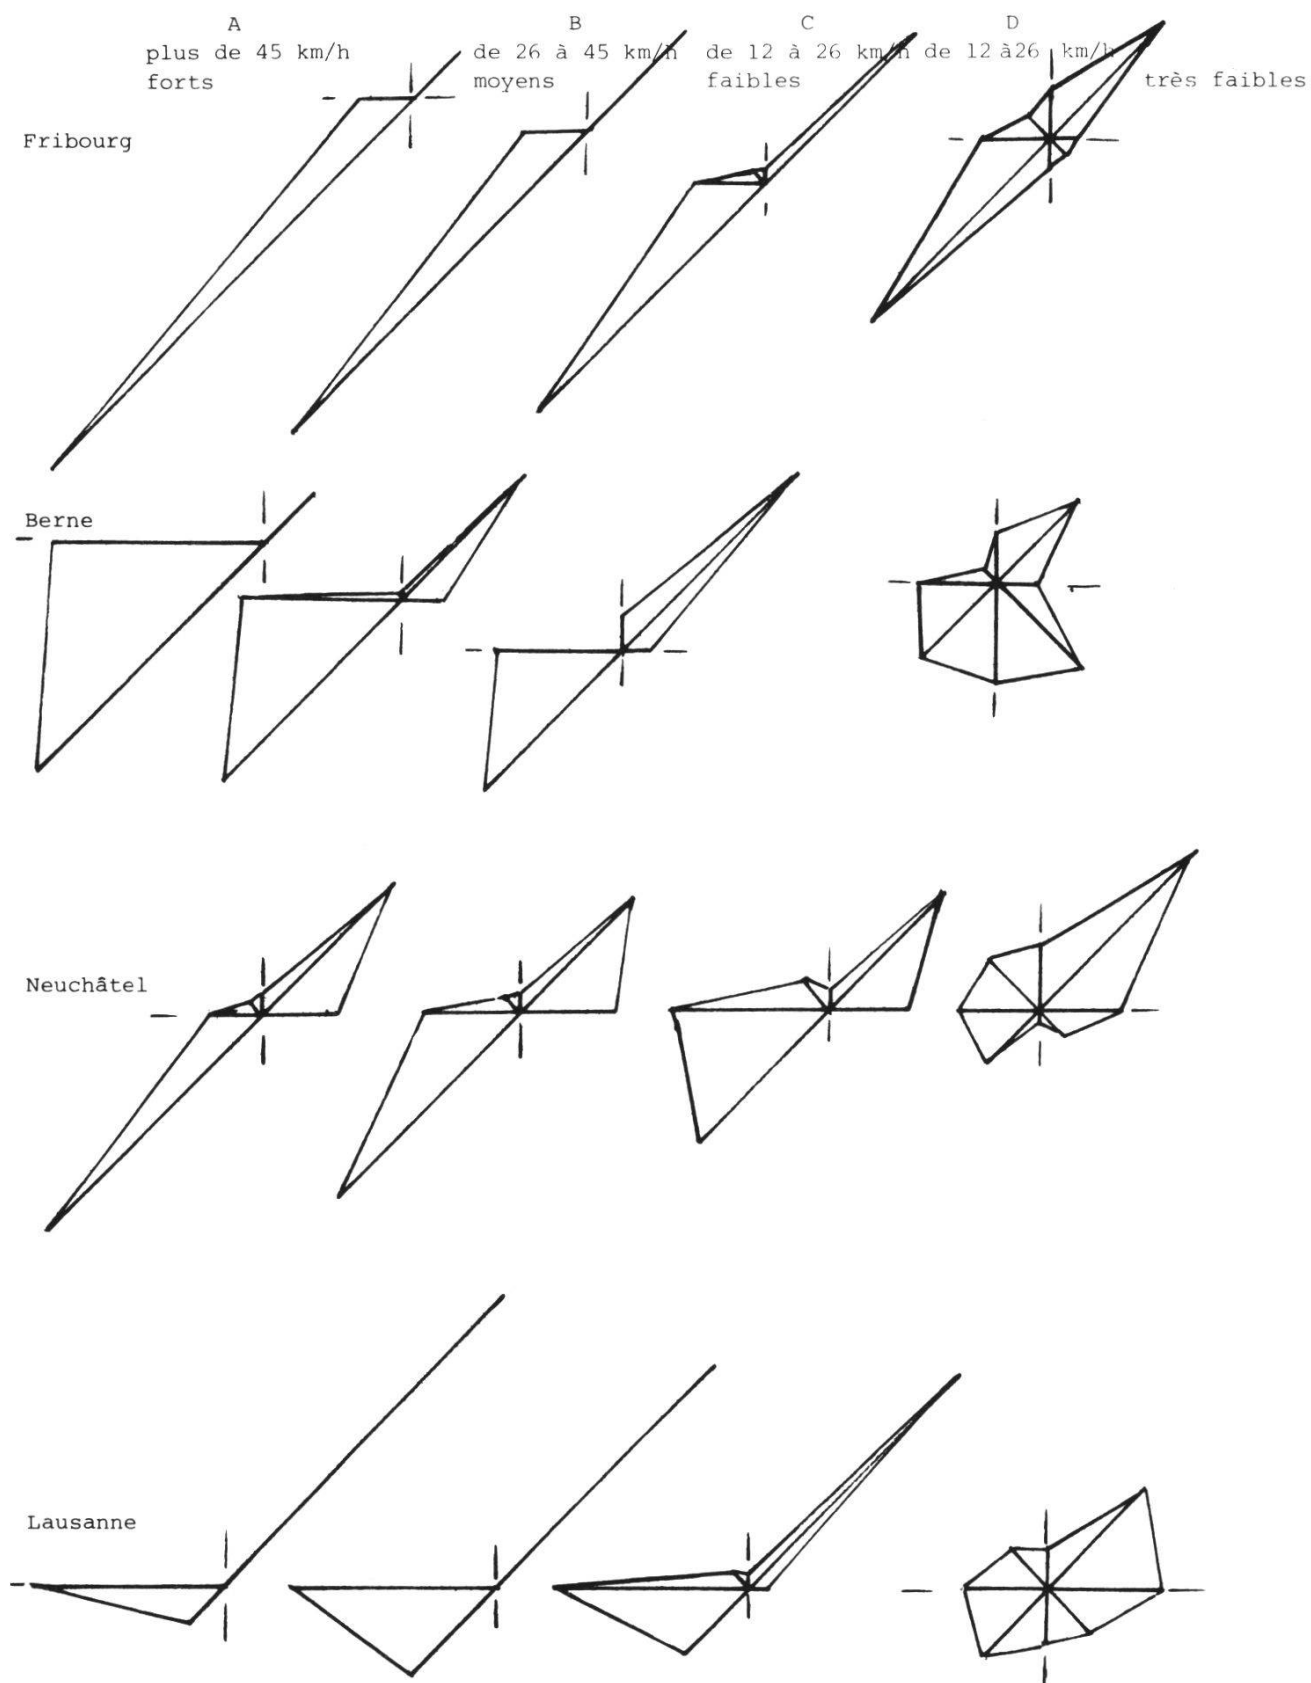 A B C D
plus de 45 km/h de 26 à 45 km/h de 12 à 26 km/h de 12 à 26 km/h
forts moyens faibles très faibles
Fribourg
Berne
Neuchâtel
Lausanne